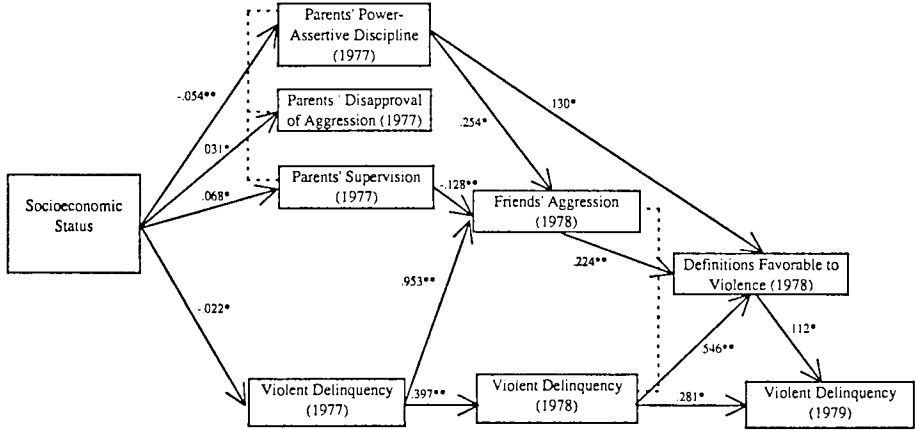 Parents' Power-
Assertive Discipline
(1977)
-.054**
Parents' Disapproval
of Aggression (1977)
.130*
.254*
.031*
Parents' Supervision
(1977)
-.128**
.068*
Socioeconomic
Status
Friends' Aggression
(1978)
.224**
Definitions Favorable to
Violence (1978)
.953**
-.022*
.112*
.546**
Violent Delinquency
(1977)
.397**
Violent Delinquency
(1978)
.281*
Violent Delinquency
(1979)